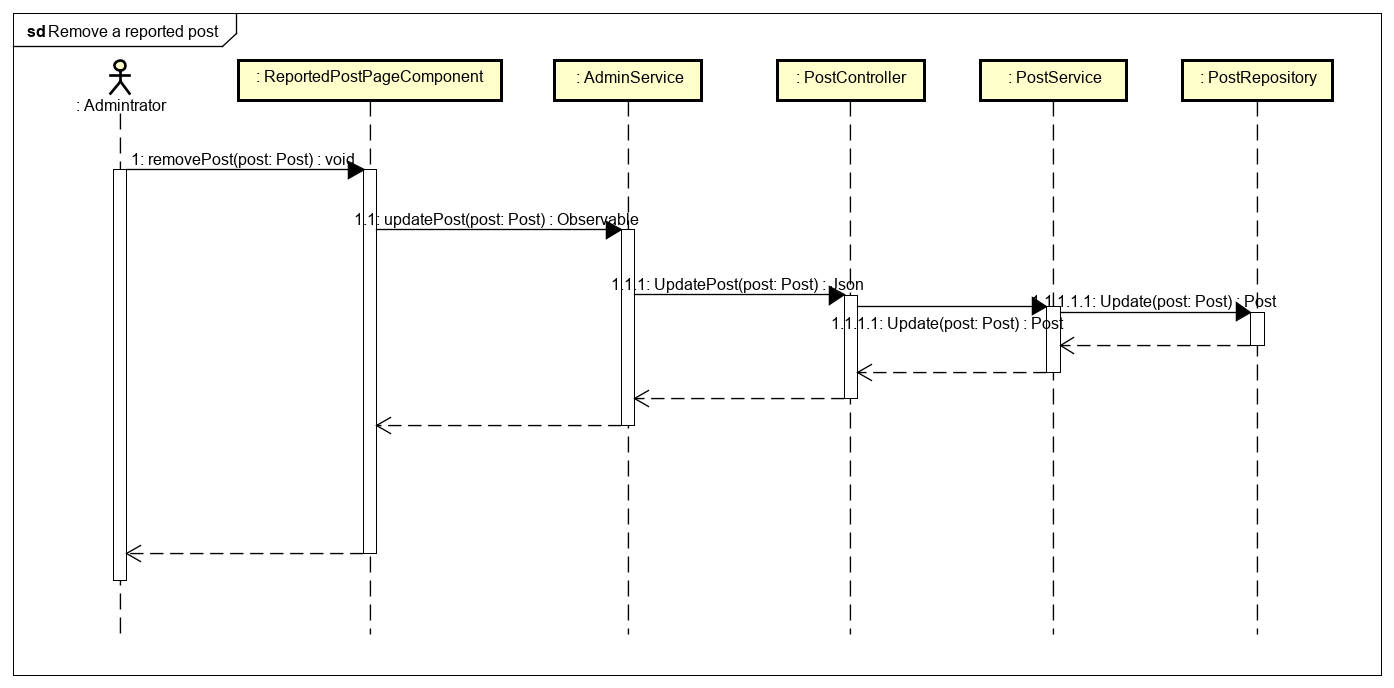 sd Remove a reported post
: Admintrator
: ReportedPostPageComponent
: AdminService
: PostController
: PostService
: PostRepository
1: removePost(post: Post) : void
1.1: updatePost(post: Post) : Observable
1.1.1: UpdatePost(post: Post) : Json
1.1.1.1: Update(post: Post) : Post
1.1.1.1.1: Update(post: Post) : Post